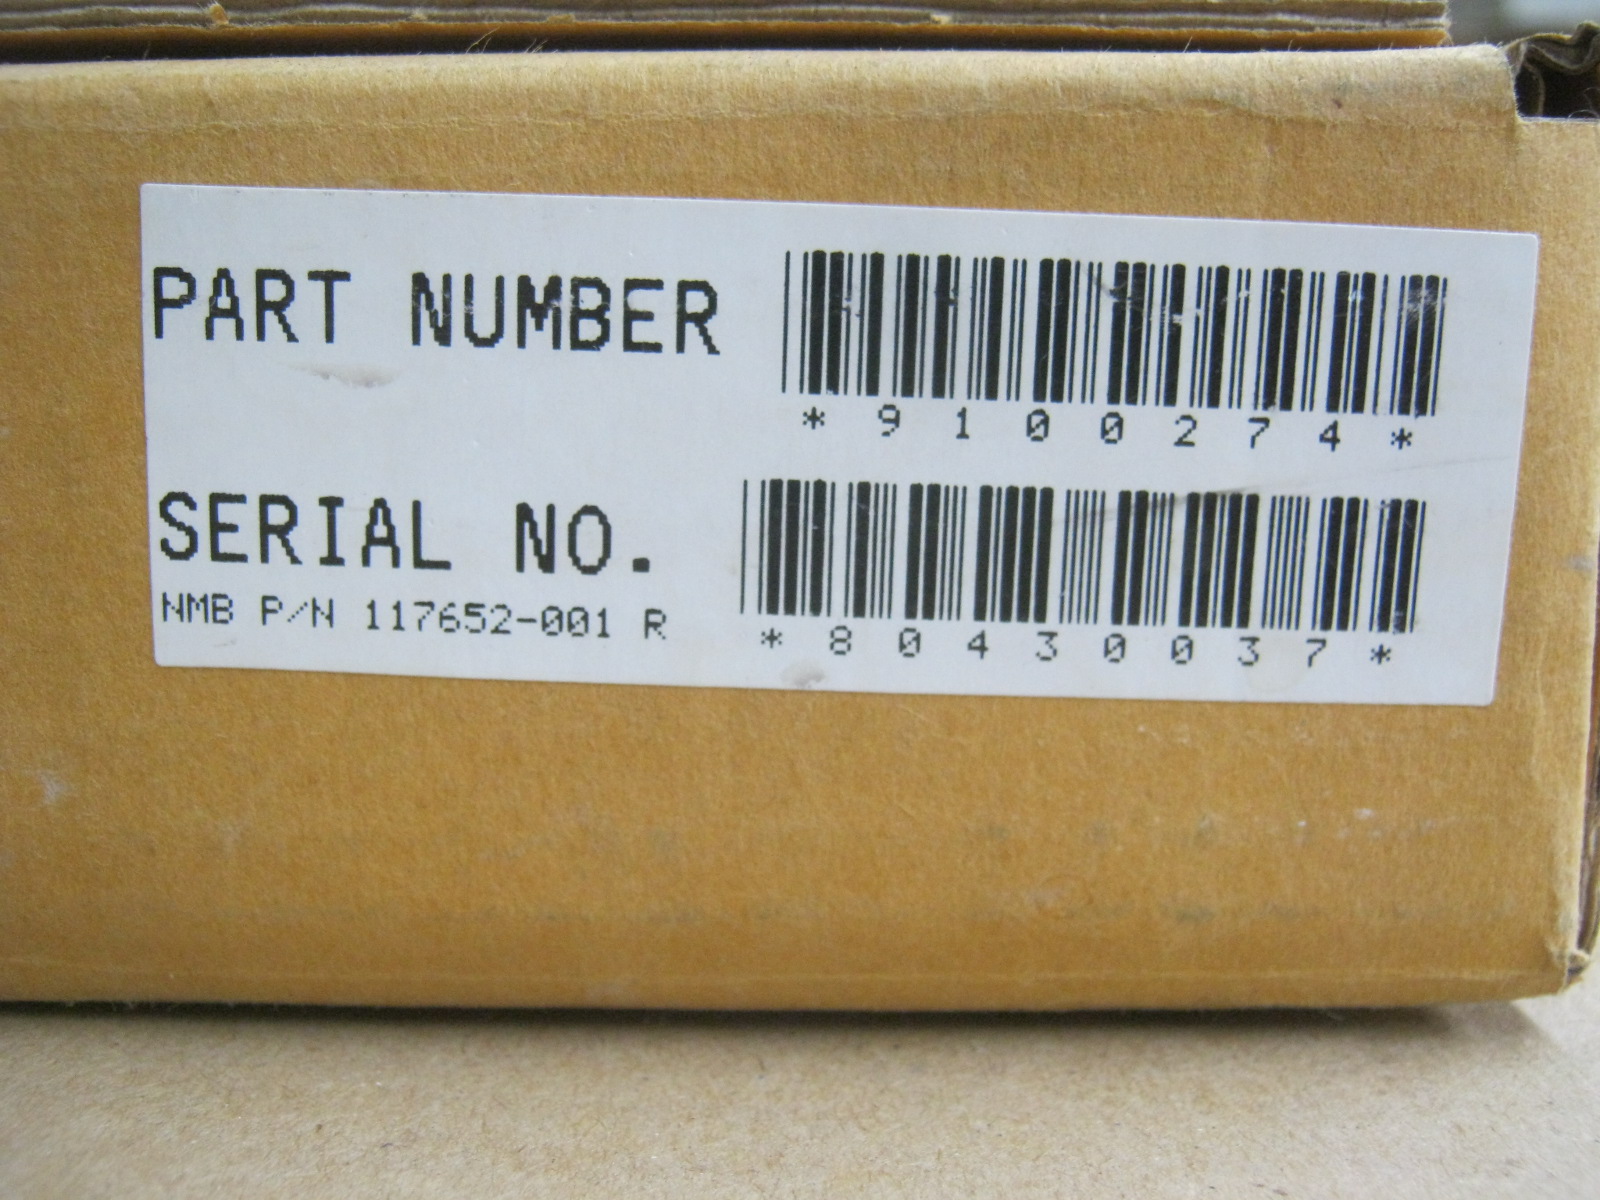 PART NUMBER
*9100274*
SERIAL NO.
NMB P/N 117652-001 R
*80430037*